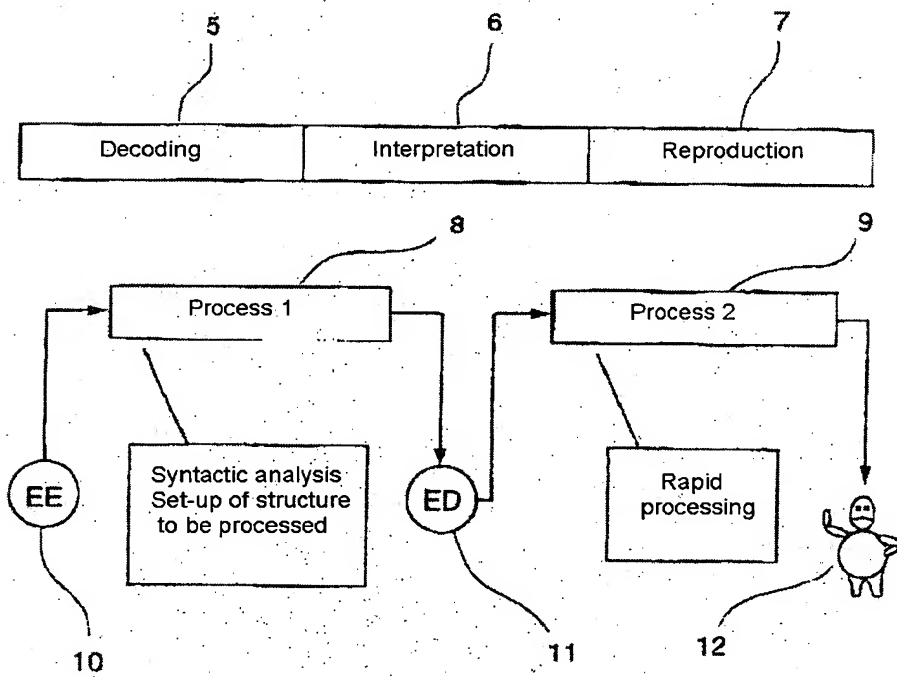 5 6 7
Decoding Interpretation Reproduction
8 9
Process 1 Process 2
Syntactic analysis
Set-up of structure
to be processed
EE
ED
Rapid
processing
10 11 12